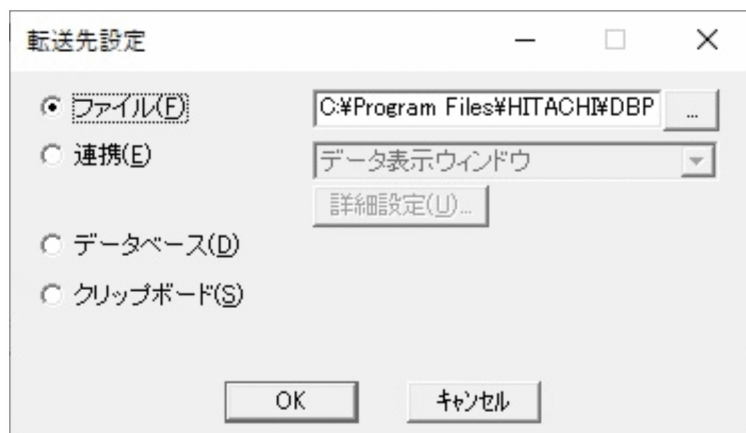 転送先設定
ファイル(F)
C:¥Program Files¥HITACHI¥DBP
...
連携(E)
データ表示ウィンドウ
詳細設定(U)...
データベース(D)
クリップボード(S)
OK
キャンセル